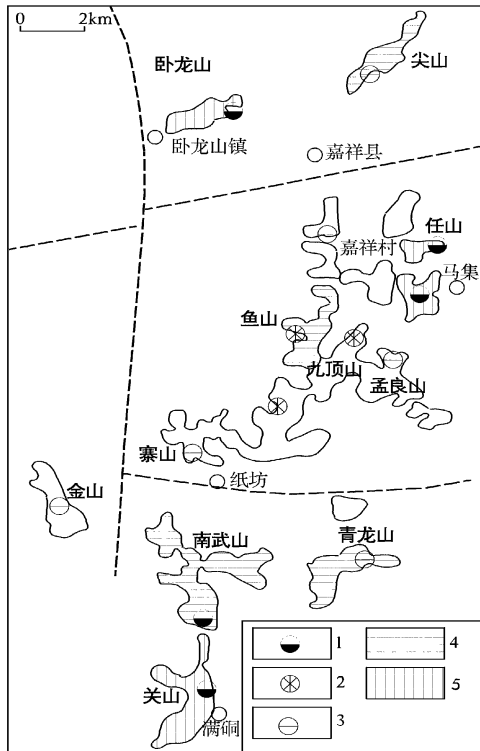 0 2km
卧龙山
尖山
卧龙山镇
嘉祥县
任山
嘉祥村
马集
鱼山
九顶山
孟良山
寨山
纸坊
金山
南武山
青龙山
关山
满硐
1
2
3
4
5